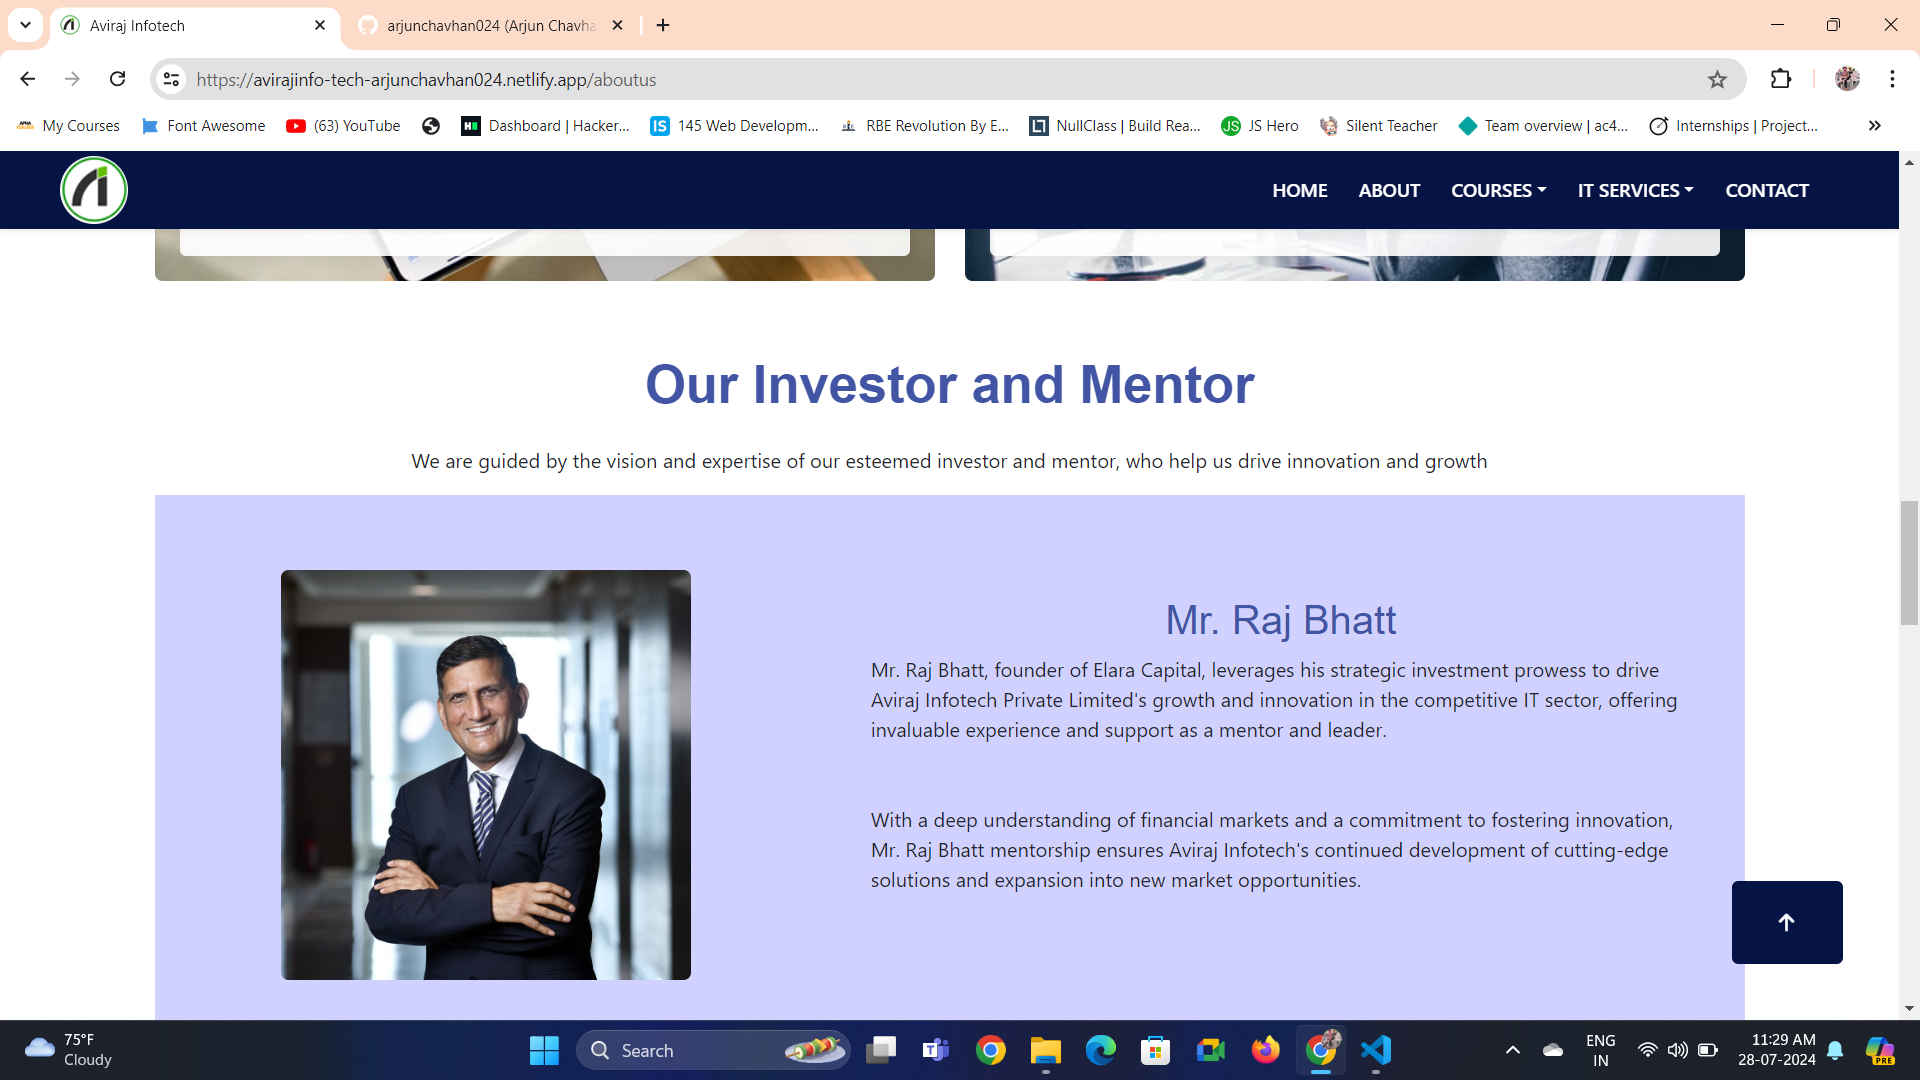 Aviraj Infotech
arjunchavhan024 (Arjun Chavha
https://avirajinfo-tech-arjunchavhan024.netlify.app/aboutus
My Courses
Font Awesome
(63) YouTube
Dashboard | Hacker...
IS
145 Web Developm...
RBE Revolution By E...
NullClass | Build Rea...
JS
JS Hero
Silent Teacher
Team overview | ac4...
Internships | Project...
HOME
ABOUT
COURSES
IT SERVICES
CONTACT
Our Investor and Mentor
We are guided by the vision and expertise of our esteemed investor and mentor, who help us drive innovation and growth
Mr. Raj Bhatt
Mr. Raj Bhatt, founder of Elara Capital, leverages his strategic investment prowess to drive
Aviraj Infotech Private Limited's growth and innovation in the competitive IT sector, offering
invaluable experience and support as a mentor and leader.
With a deep understanding of financial markets and a commitment to fostering innovation,
Mr. Raj Bhatt mentorship ensures Aviraj Infotech's continued development of cutting-edge
solutions and expansion into new market opportunities.
75°F
Cloudy
Search
ENG
IN
11:29 AM
28-07-2024
PRE